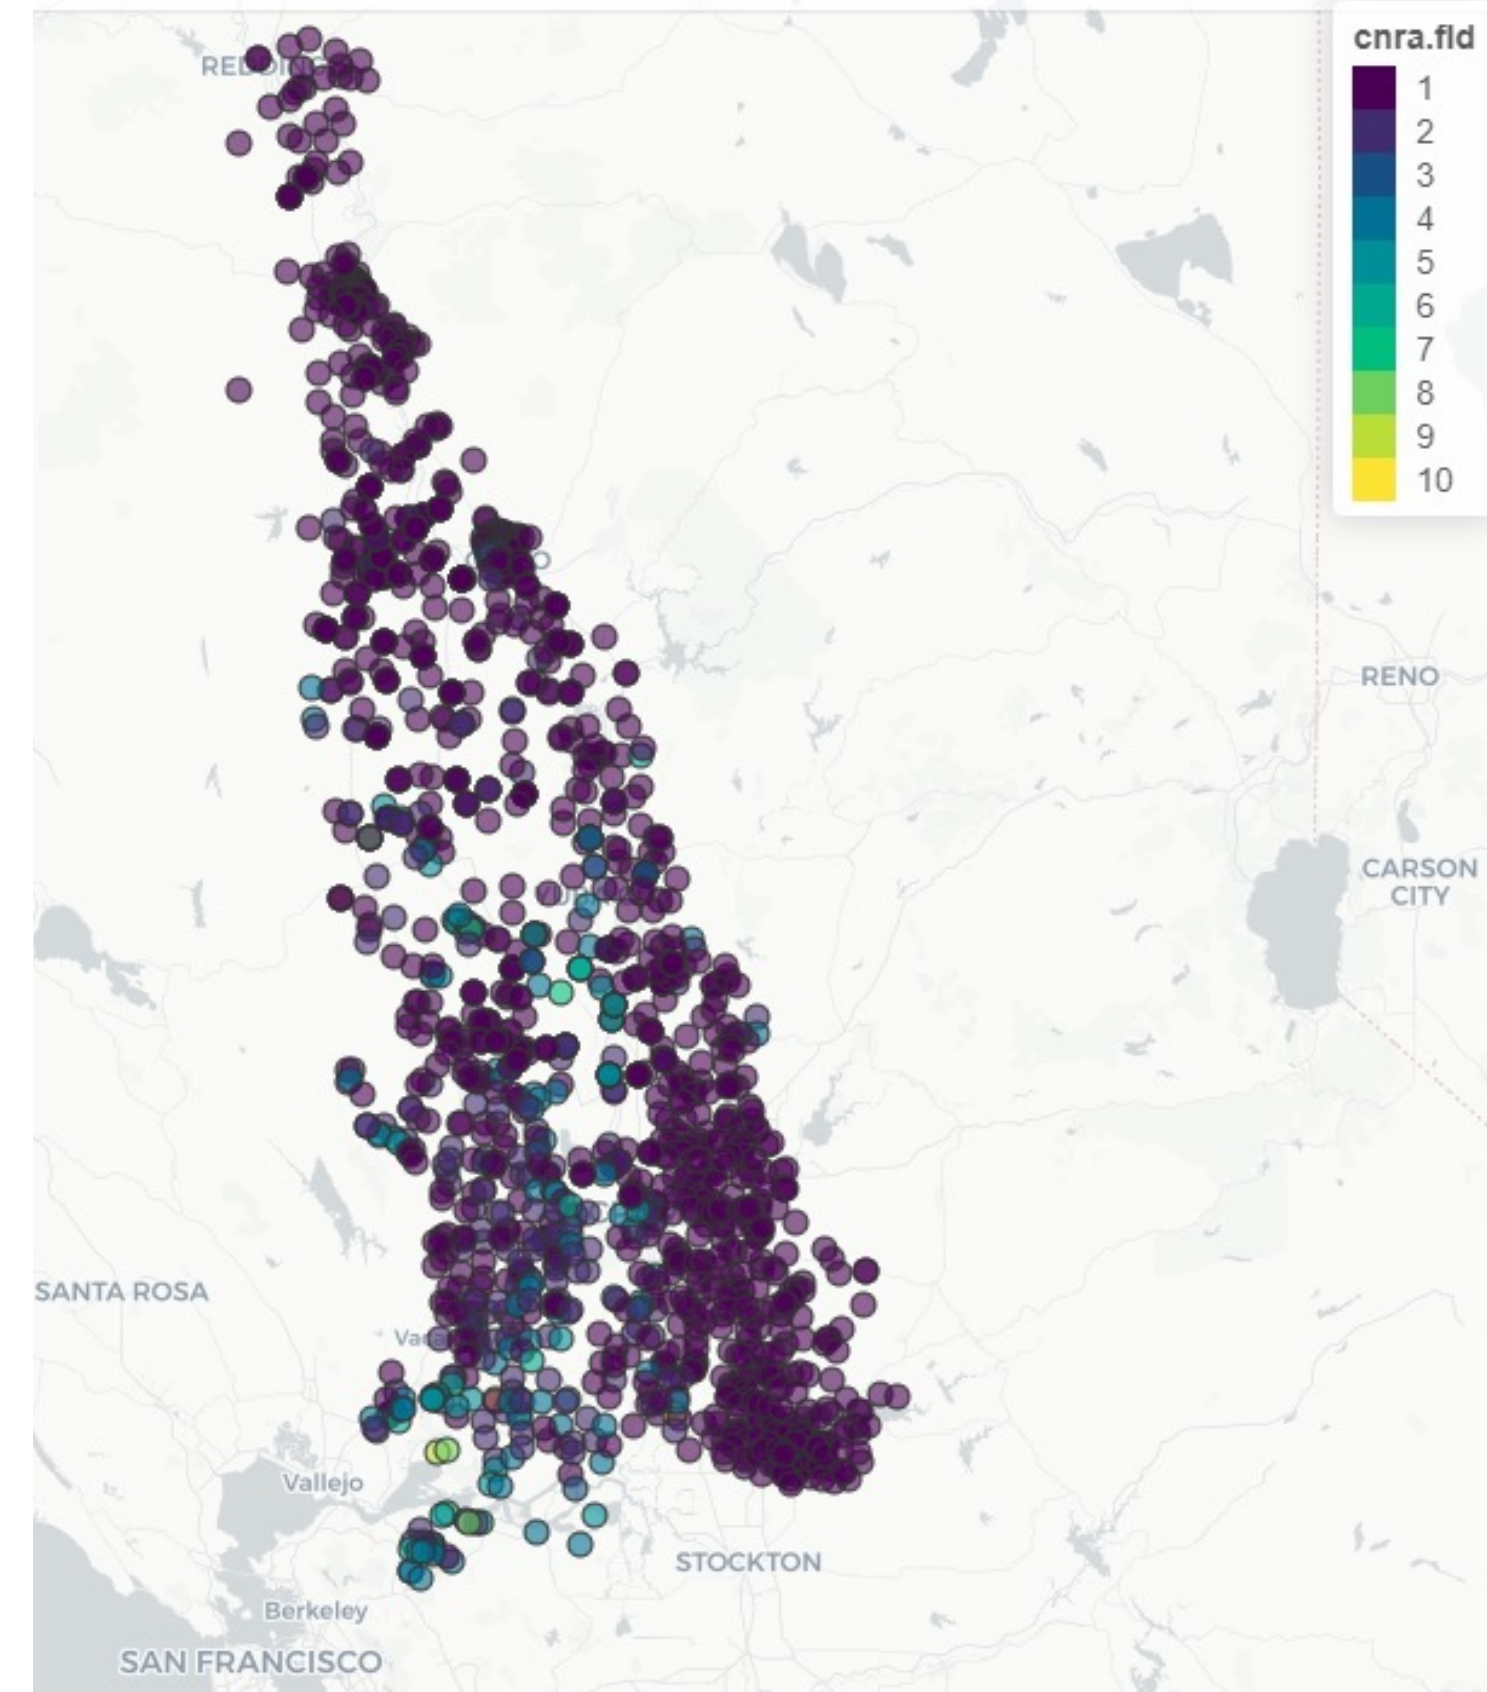 cnra.fld
1
2
3
4
5
6
7
8
9
10
RENO
CARSON
CITY
SANTA ROSA
Vallejo
STOCKTON
Berkeley
SAN FRANCISCO